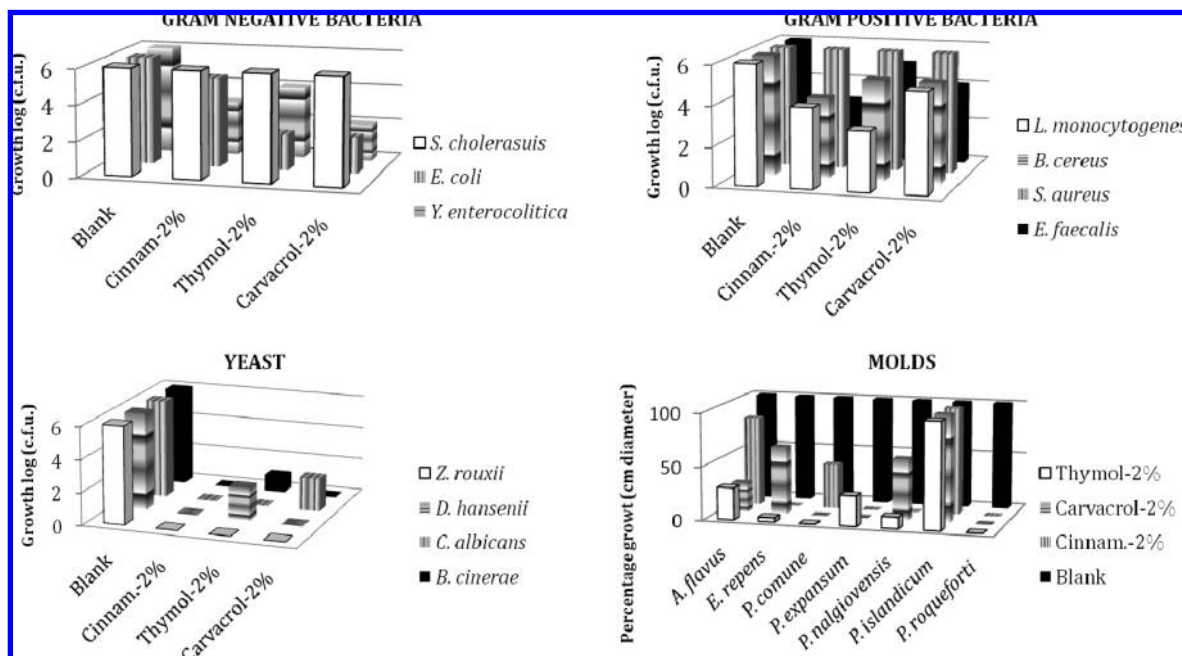 GRAM NEGATIVE BACTERIA
Growth log (c.f.u.)
6
4
2
0
Blank
Cinnam-2%
Thymol-2%
Carvacrol-2%
S. cholerasuis
E. coli
Y. enterocolitica
GRAM POSITIVE BACTERIA
Growth log (c.f.u.)
6
4
2
0
Blank
Cinnam.-2%
Thymol-2%
Carvacrol-2%
L. monocytogenes
B. cereus
S. aureus
E. faecalis
YEAST
Growth log (c.f.u.)
6
4
2
0
Blank
Cinnam.-2%
Thymol-2%
Carvacrol-2%
Z. rouxii
D. hansenii
C. albicans
B. cinerae
MOLDS
Percentage growt (cm diameter)
100
50
0
A. flavus
E. repens
P. comune
P. expansum
P. nalgiovensis
P. islandicum
P. roqueforti
Thymol-2%
Carvacrol-2%
Cinnam.-2%
Blank